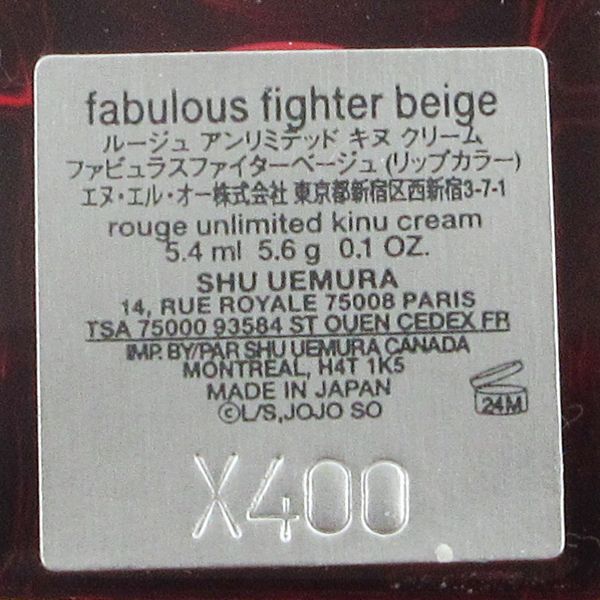 fabulous fighter beige
ルージュ アンリミテッド キヌ クリーム
ファビュラスファイターベージュ (リップカラー)
エヌ・エル・オー株式会社 東京都新宿区西新宿3-7-1
rouge unlimited kinu cream
5.4 ml 5.6 g 0.1 OZ.
SHU UEMURA
14, RUE ROYALE 75008 PARIS
TSA 75000 93584 ST OUEN CEDEX FR
IMP. BY/PAR SHU UEMURA CANADA
MONTREAL, H4T 1K5
MADE IN JAPAN
©L/S,JOJO SO
24M
X400